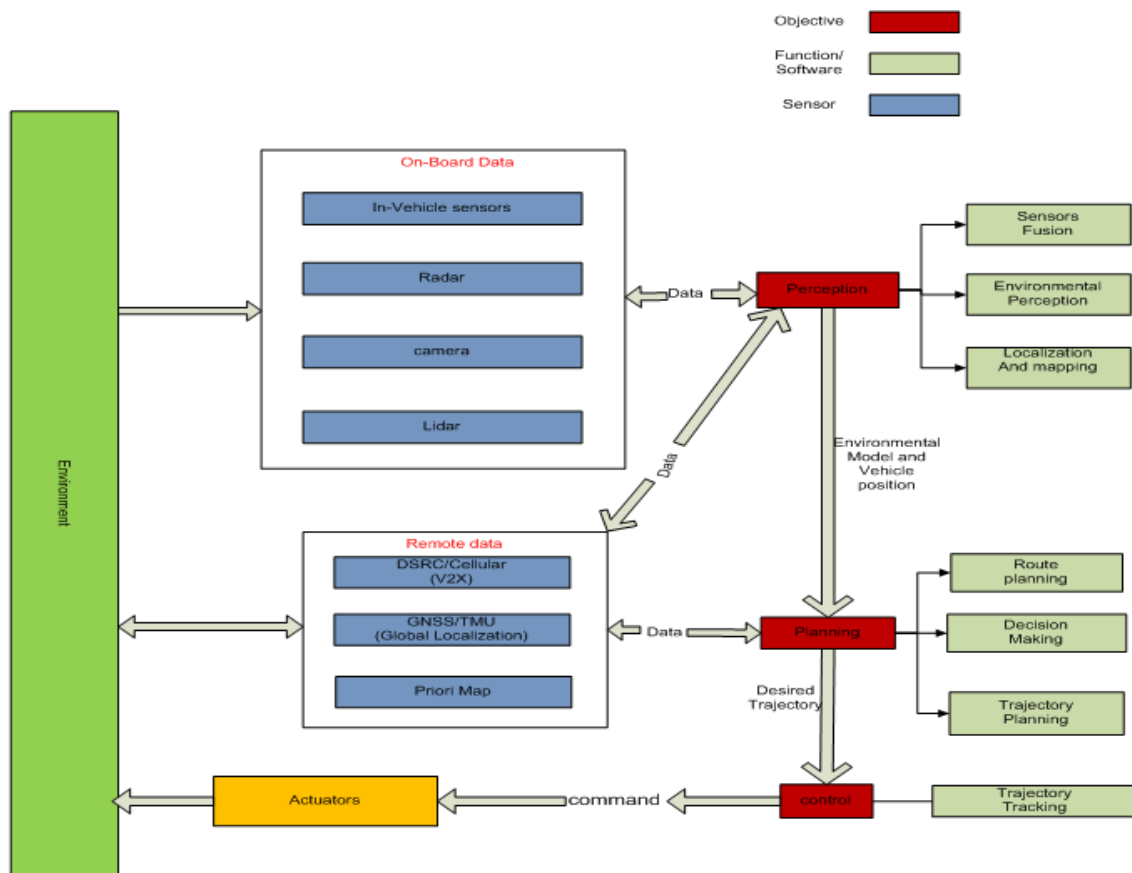 Objective
Function/
Software
Sensor
Environment
On-Board Data
In-Vehicle sensors
Radar
camera
Lidar
Data
Perception
Sensors
Fusion
Environmental
Perception
Localization
And mapping
Data
Environmental
Model and
Vehicle
position
Remote data
DSRC/Cellular
(V2X)
GNSS/TMU
(Global Localization)
Priori Map
Data
Planning
Route
planning
Decision
Making
Trajectory
Planning
Desired
Trajectory
Actuators
command
control
Trajectory
Tracking